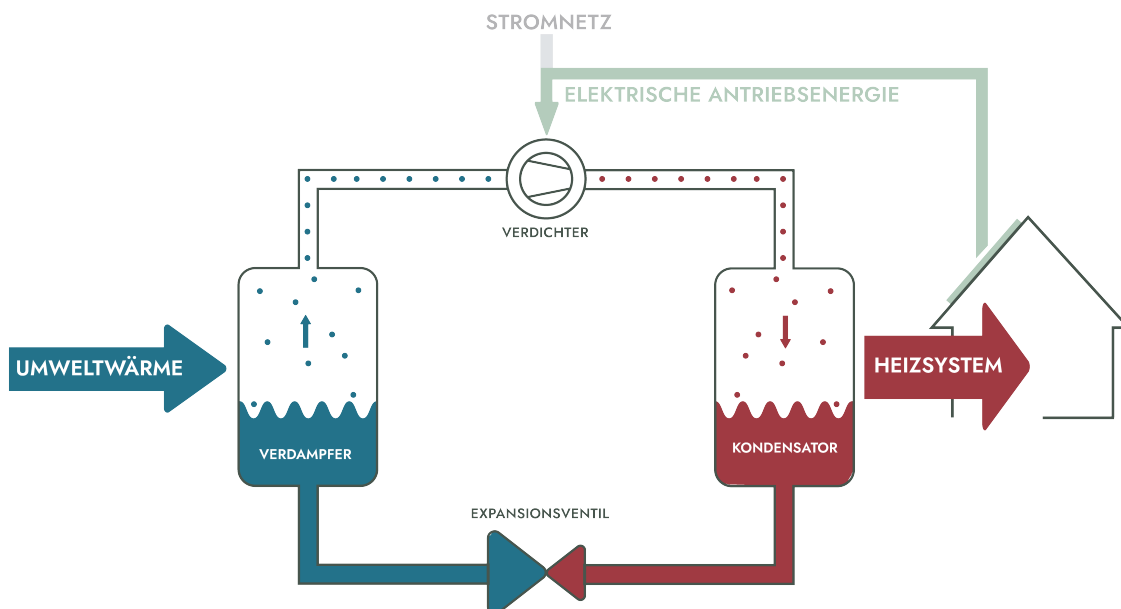 STROMNETZ
ELEKTRISCHE ANTRIEBSENERGIE
VERDICHTER
UMWELTWÄRME
HEIZSYSTEM
VERDAMPFER
KONDENSATOR
EXPANSIONSVENTIL